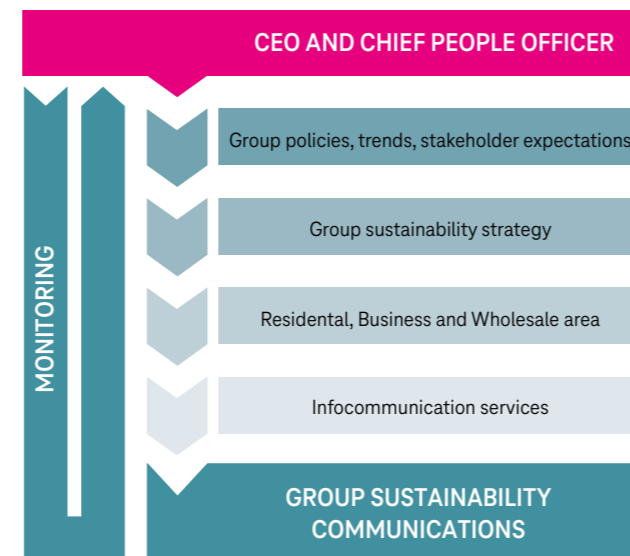 CEO AND CHIEF PEOPLE OFFICER
Group policies, trends, stakeholder expectations
Group sustainability strategy
Residental, Business and Wholesale area
Infocommunication services
MONITORING
GROUP SUSTAINABILITY
COMMUNICATIONS